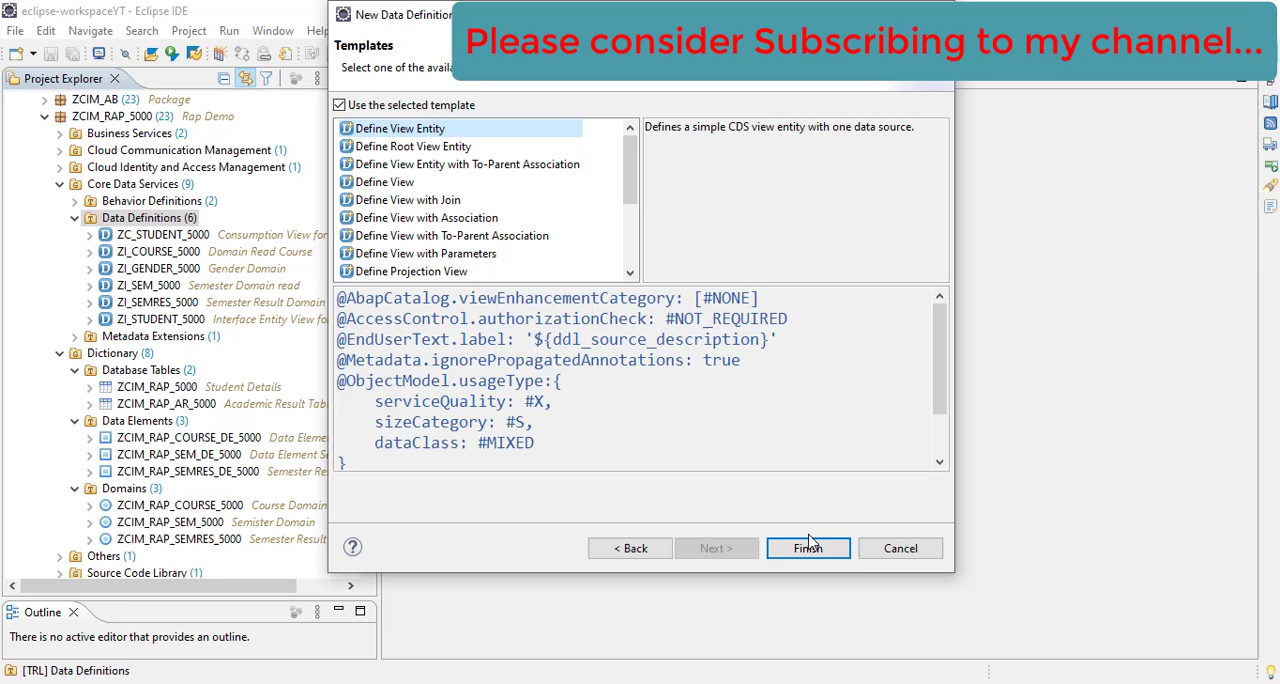 eclipse-workspaceYT - Eclipse IDE
File Edit Navigate Search Project Run Window
Project Explorer
ZCIM_AB (23) Package
ZCIM_RAP_5000 (23) Rap Demo
Business Services (2)
Cloud Communication Management (1)
Cloud Identity and Access Management (1)
Core Data Services (9)
Behavior Definitions (2)
Data Definitions (6)
ZC_STUDENT_5000 Consumption View for
ZI_COURSE_5000 Domain Read Course
ZI_GENDER_5000 Gender Domain
ZI_SEM_5000 Semester Domain read
ZI_SEMRES_5000 Semester Result Domain
ZI_STUDENT_5000 Interface Entity View for
Metadata Extensions (1)
Dictionary (8)
Database Tables (2)
ZCIM_RAP_5000 Student Details
ZCIM_RAP_AR_5000 Academic Result Tab
Data Elements (3)
ZCIM_RAP_COURSE_DE_5000 Data Eleme
ZCIM_RAP_SEM_DE_5000 Data Element S
ZCIM_RAP_SEMRES_DE_5000 Semester Re
Domains (3)
ZCIM_RAP_COURSE_5000 Course Domain
ZCIM_RAP_SEM_5000 Semister Domain
ZCIM_RAP_SEMRES_5000 Semester Result
Others (1)
Source Code Library (1)
Outline
There is no active editor that provides an outline.
[TRL] Data Definitions
New Data Definition
Please consider Subscribing to my channel...
Templates
Select one of the availa
Use the selected template
Define View Entity
Define Root View Entity
Define View Entity with To-Parent Association
Define View
Define View with Join
Define View with Association
Define View with To-Parent Association
Define View with Parameters
Define Projection View
Defines a simple CDS view entity with one data source.
@AbapCatalog.viewEnhancementCategory: [#NONE]
@AccessControl.authorizationCheck: #NOT_REQUIRED
@EndUserText.label: '${ddl_source_description}'
@Metadata.ignorePropagatedAnnotations: true
@ObjectModel.usageType:{
serviceQuality: #X,
sizeCategory: #S,
dataClass: #MIXED
}
< Back Next > Finish Cancel